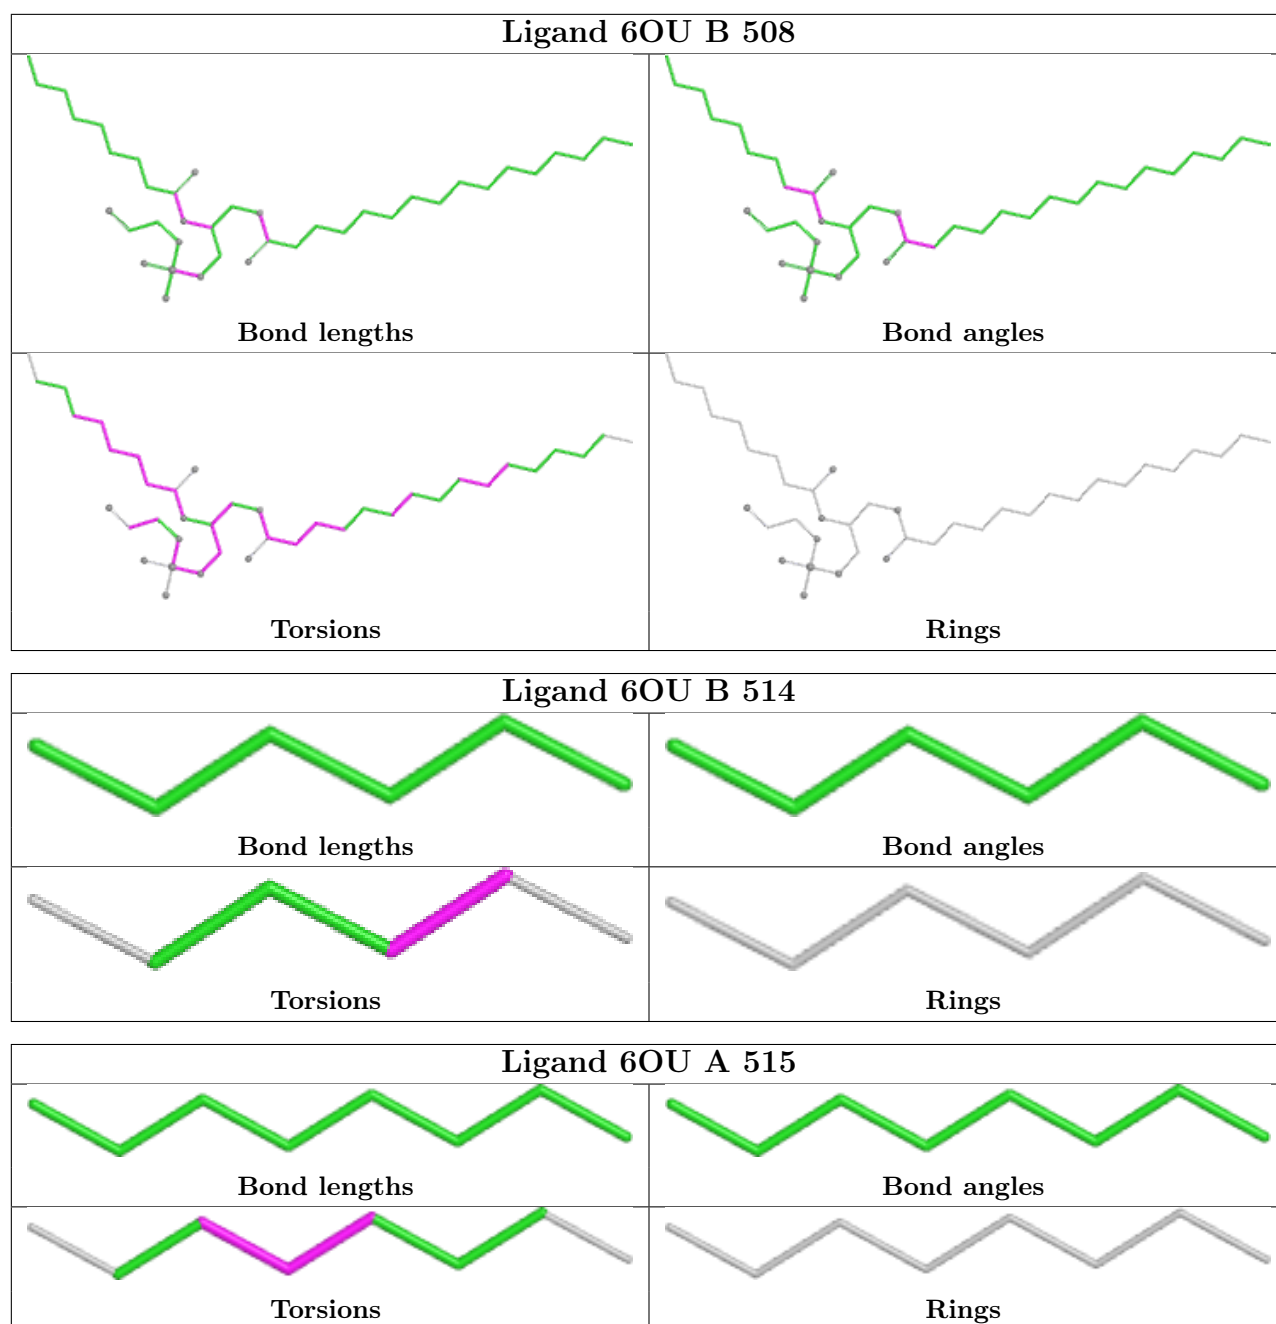 Ligand 6OU B 508
Bond lengths
Bond angles
Torsions
Rings
Ligand 6OU B 514
Bond lengths
Bond angles
Torsions
Rings
Ligand 6OU A 515
Bond lengths
Bond angles
Torsions
Rings